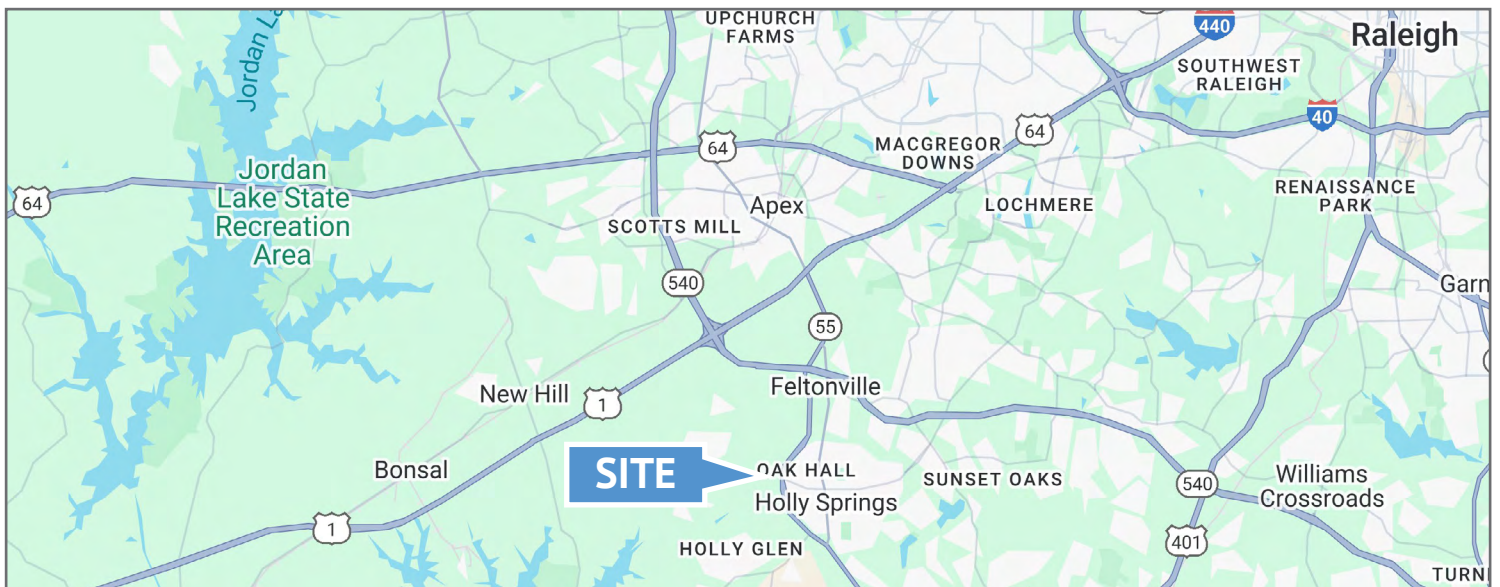 UPCHURCH
FARMS
440
Raleigh
Jordan La
SOUTHWEST
RALEIGH
40
64
64
MACGREGOR
DOWNS
64
Jordan
Lake State
Recreation
Area
RENAISSANCE
PARK
Apex
LOCHMERE
SCOTTS MILL
540
Garn
55
New Hill
1
Feltonville
Bonsal
SITE
OAK HALL
SUNSET OAKS
540
Williams
Crossroads
Holly Springs
1
401
HOLLY GLEN
TURN